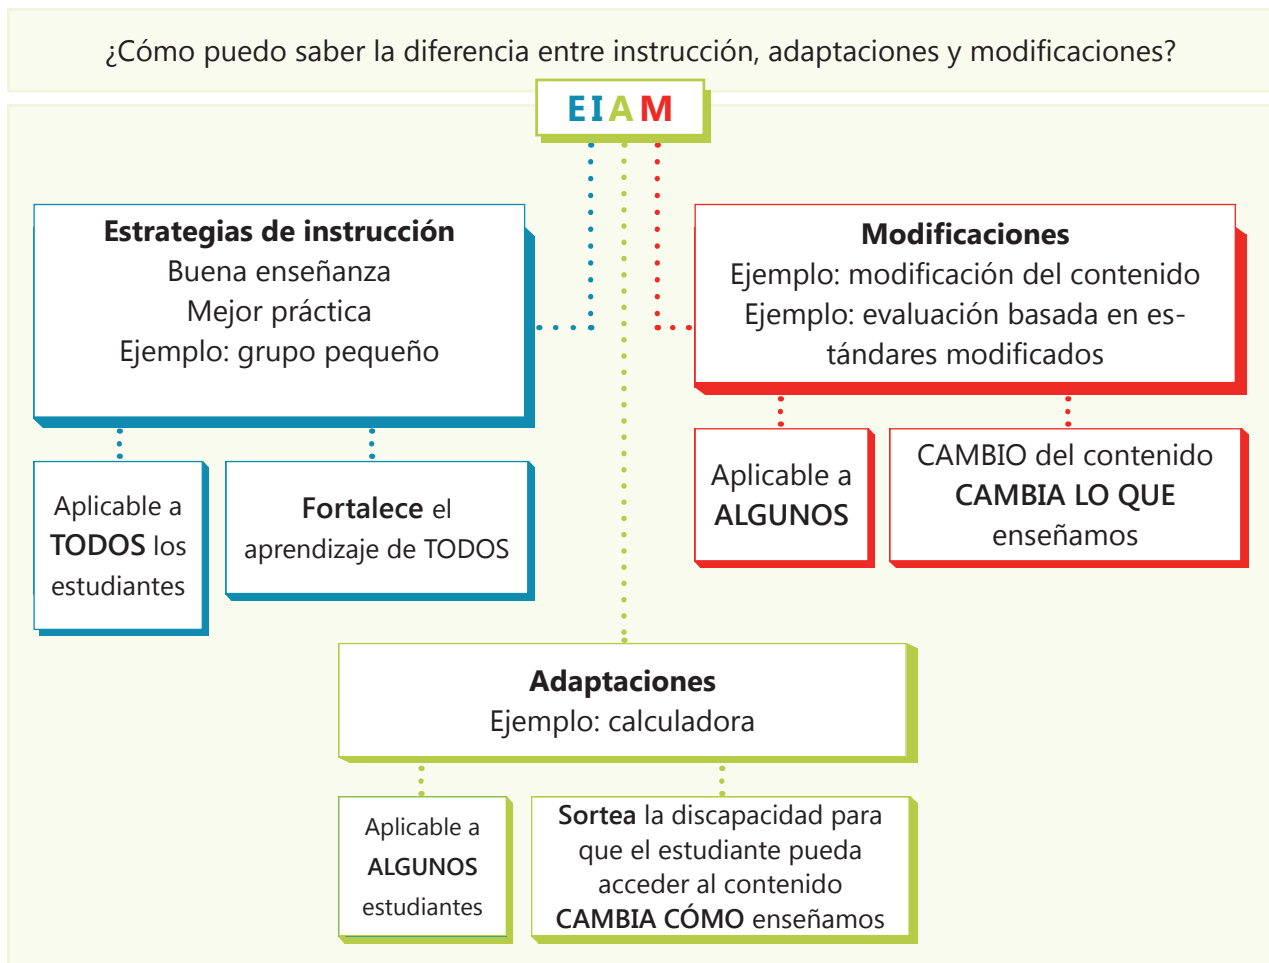 ¿Cómo puedo saber la diferencia entre instrucción, adaptaciones y modificaciones?
EIAM
Estrategias de instrucción
Buena enseñanza
Mejor práctica
Ejemplo: grupo pequeño
Aplicable a
TODOS los
estudiantes
Fortalece el
aprendizaje de TODOS
Modificaciones
Ejemplo: modificación del contenido
Ejemplo: evaluación basada en es-
tándares modificados
Aplicable a
ALGUNOS
CAMBIO del contenido
CAMBIA LO QUE
enseñamos
Adaptaciones
Ejemplo: calculadora
Aplicable a
ALGUNOS
estudiantes
Sortea la discapacidad para
que el estudiante pueda
acceder al contenido
CAMBIA CÓMO enseñamos